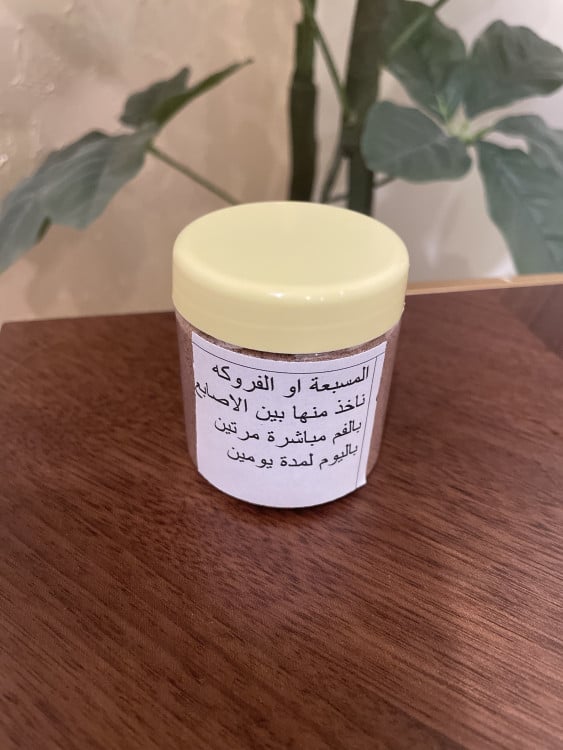 المسبعة او الفروكه
ناخذ منها بين الاصابع
بالفم مباشرة مرتين
باليوم لمدة يومين